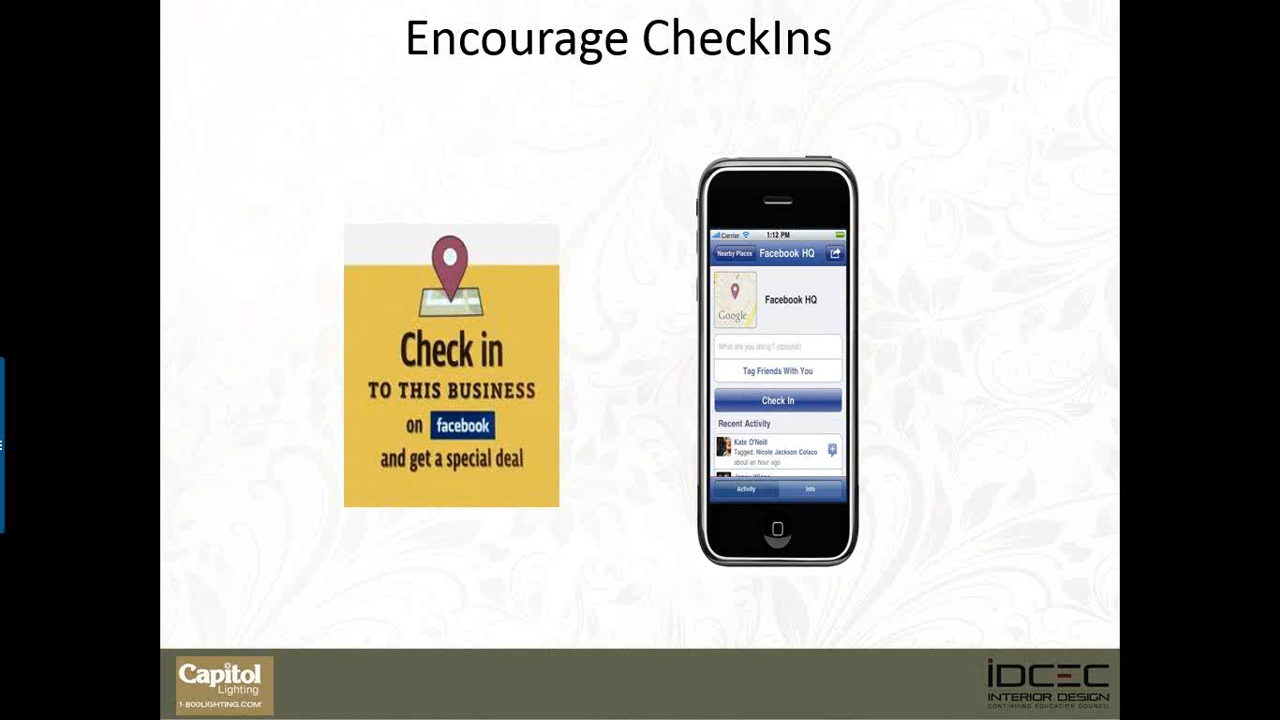 Encourage CheckIns
Check in
TO THIS BUSINESS
on facebook
and get a special deal
Carrier 1:12 PM
Nearby Places Facebook HQ
Facebook HQ
Google
What are you doing? (optional)
Tag Friends With You
Check In
Recent Activity
Kate O'Neill
Tagged: Nicole Jackson Colaco
about an hour ago
Activity Info
Capitol
Lighting
1-800LIGHTING.COM
IDCEC
INTERIOR DESIGN
CONTINUING EDUCATION COUNCIL